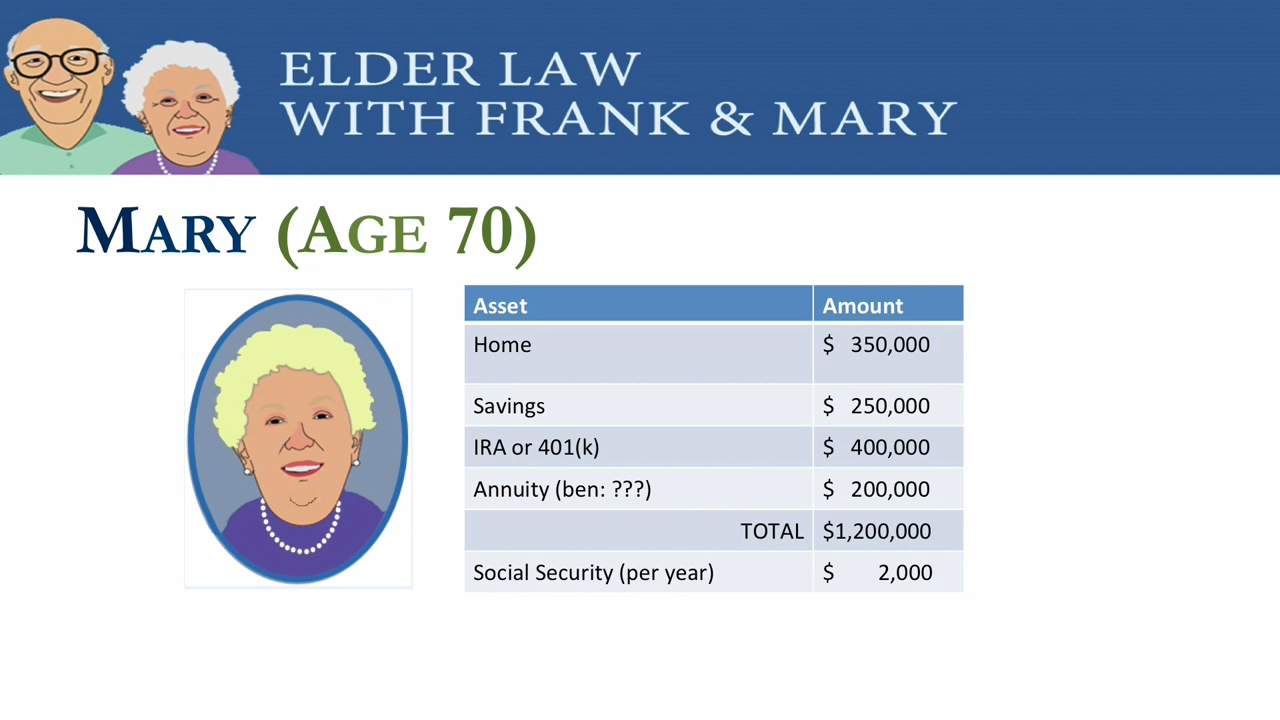 ELDER LAW
WITH FRANK & MARY
MARY (AGE 70)
Asset Amount
Home $ 350,000
Savings $ 250,000
IRA or 401(k) $ 400,000
Annuity (ben: ???) $ 200,000
TOTAL $1,200,000
Social Security (per year) $ 2,000